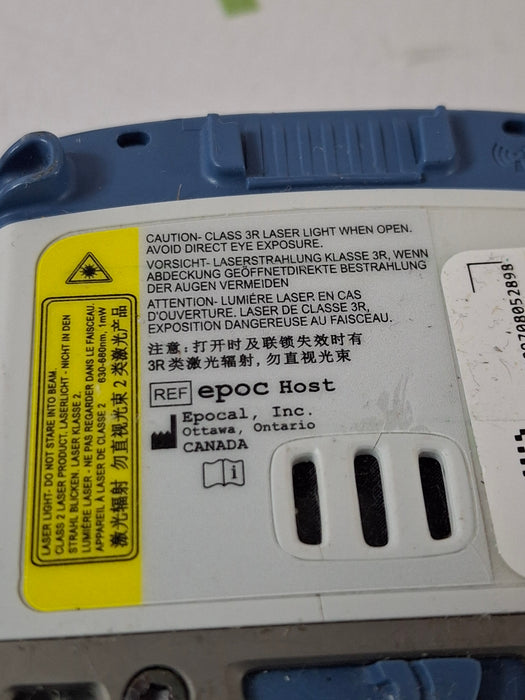 CAUTION- CLASS 3R LASER LIGHT WHEN OPEN.
AVOID DIRECT EYE EXPOSURE.
VORSICHT- LASERSTRAHLUNG KLASSE 3R, WENN
ABDECKUNG GEÖFFNETDIREKTE BESTRAHLUNG
DER AUGEN VERMEIDEN
ATTENTION- LUMIÉRE LASER EN CAS
D'OUVERTURE. LASER DE CLASSE 3R,
EXPOSITION DANGEREUSE AU FAISCEAU.
注意: 打开时及联锁失效时有
3R类激光辐射, 勿直视光束
REF epoc Host
Epocal, Inc.
Ottawa, Ontario
CANADA
LASER LIGHT- DO NOT STARE INTO BEAM
CLASS 2 LASER PRODUCT. LASERLICHT - NICHT IN DEN
STRAHL BLICKEN. LASER KLASSE 2.
LUMIÈRE LASER - NE PAS REGARDER DANS LE FAISCEAU.
APPAREIL À LASER DE CLASSE 2 630-680nm, 1mW
激光辐射 勿直视光束 2 类激光产品